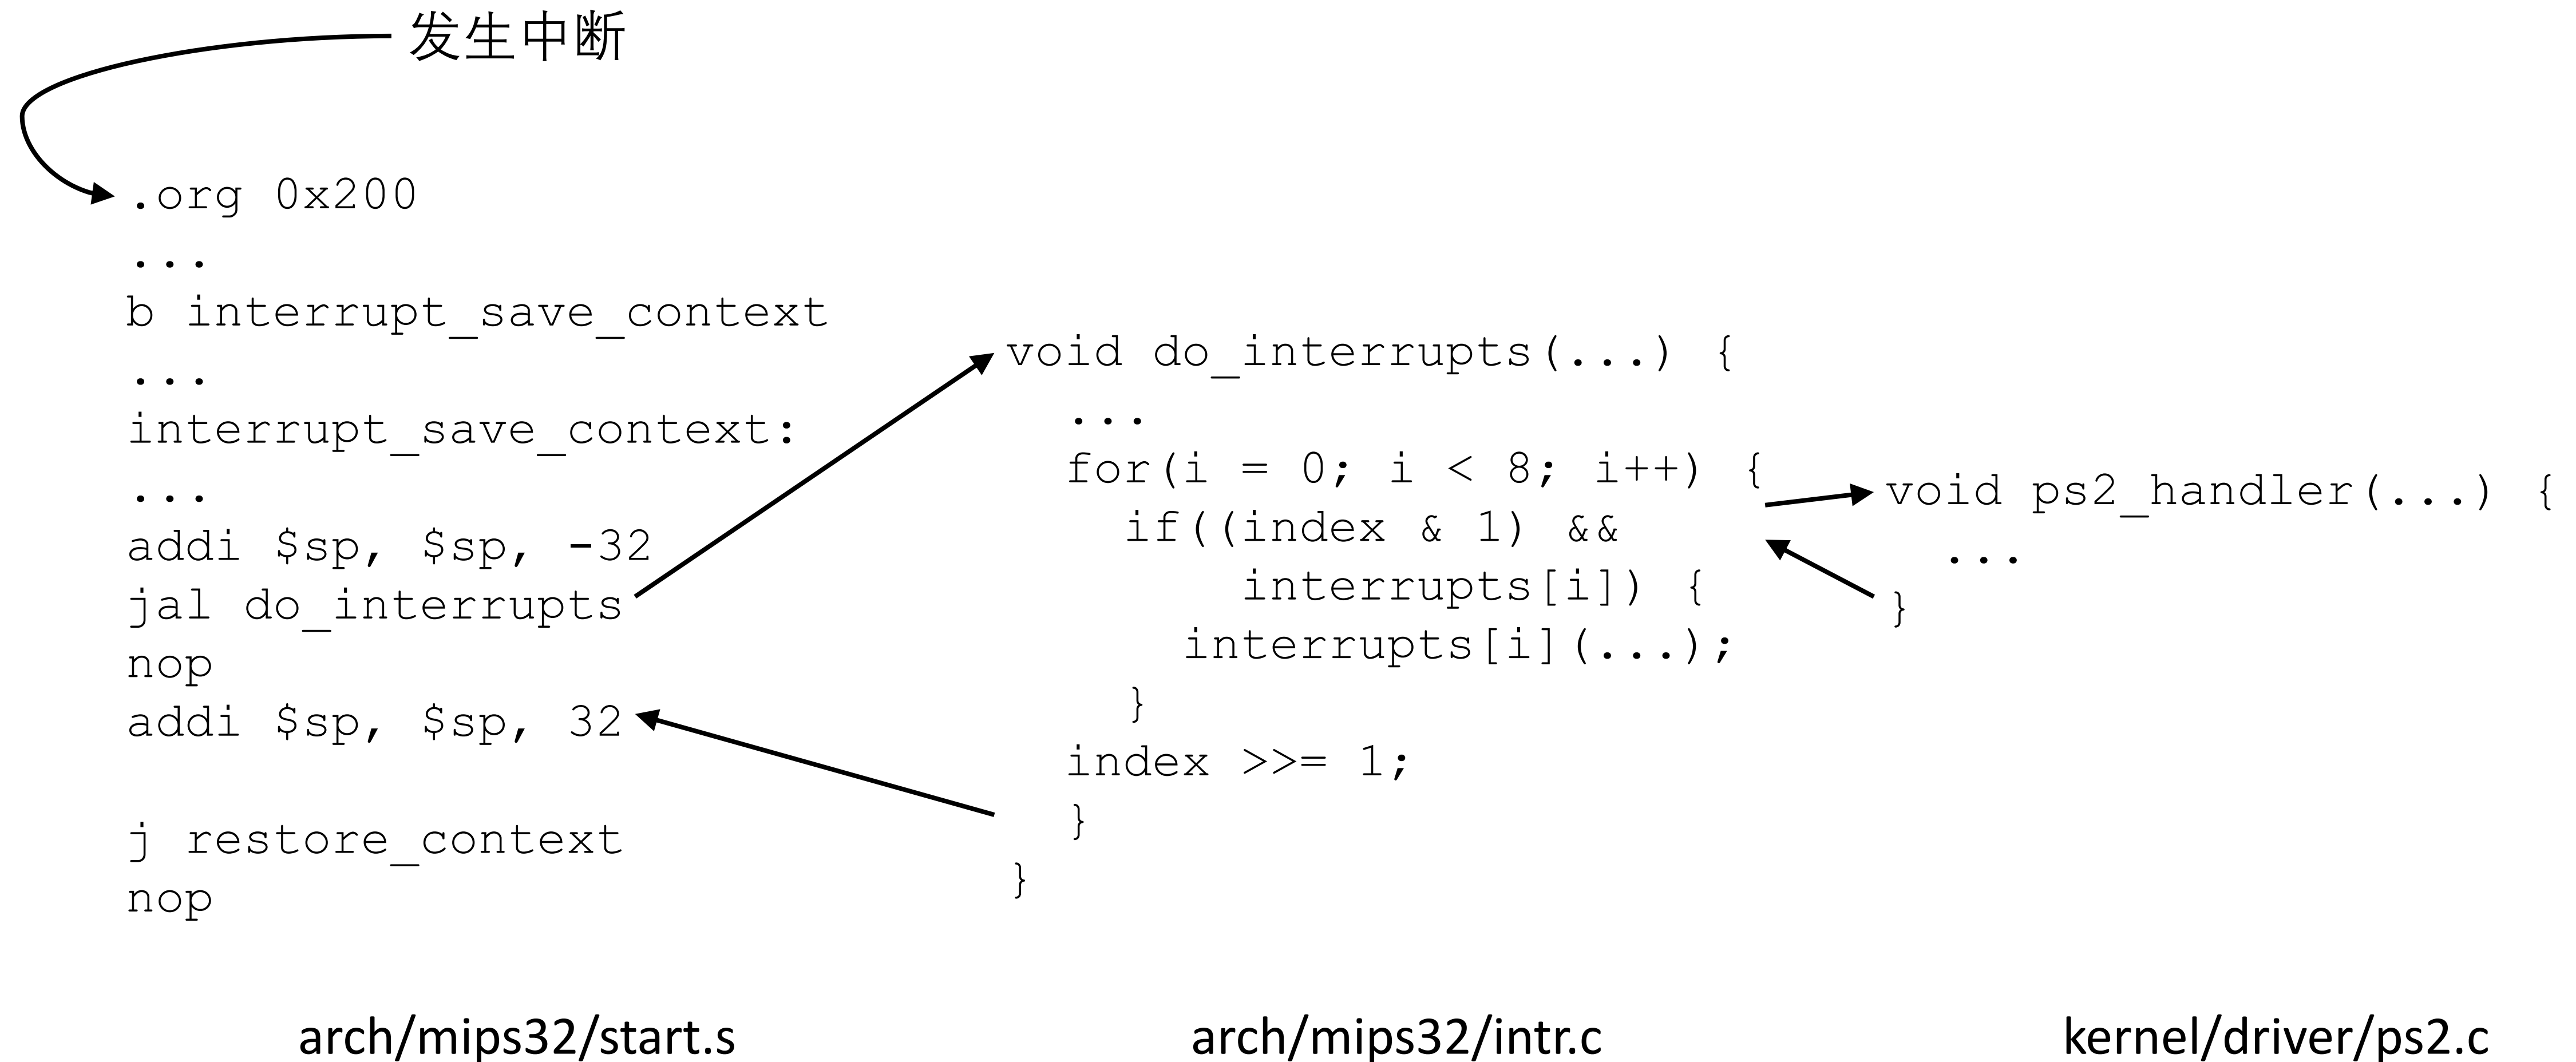 发生中断
.org 0x200
...
b interrupt_save_context
...
interrupt_save_context:
...
addi $sp, $sp, -32
jal do_interrupts
nop
addi $sp, $sp, 32
j restore_context
nop
arch/mips32/start.s
void do_interrupts(...) {
...
for(i = 0; i < 8; i++) {
if((index & 1) &&
interrupts[i]) {
interrupts[i](...);
}
index >>= 1;
}
}
arch/mips32/intr.c
void ps2_handler(...) {
...
}
kernel/driver/ps2.c